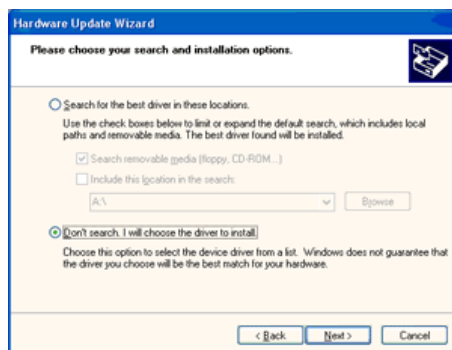 Hardware Update Wizard
Please choose your search and installation options.
Search for the best driver in these locations.
Use the check boxes below to limit or expand the default search, which includes local
paths and removable media. The best driver found will be installed.
Search removable media (floppy, CD-ROM...)
Include this location in the search:
A:\
Browse
Don't search. I will choose the driver to install.
Choose this option to select the device driver from a list. Windows does not guarantee that
the driver you choose will be the best match for your hardware.
< Back
Next >
Cancel